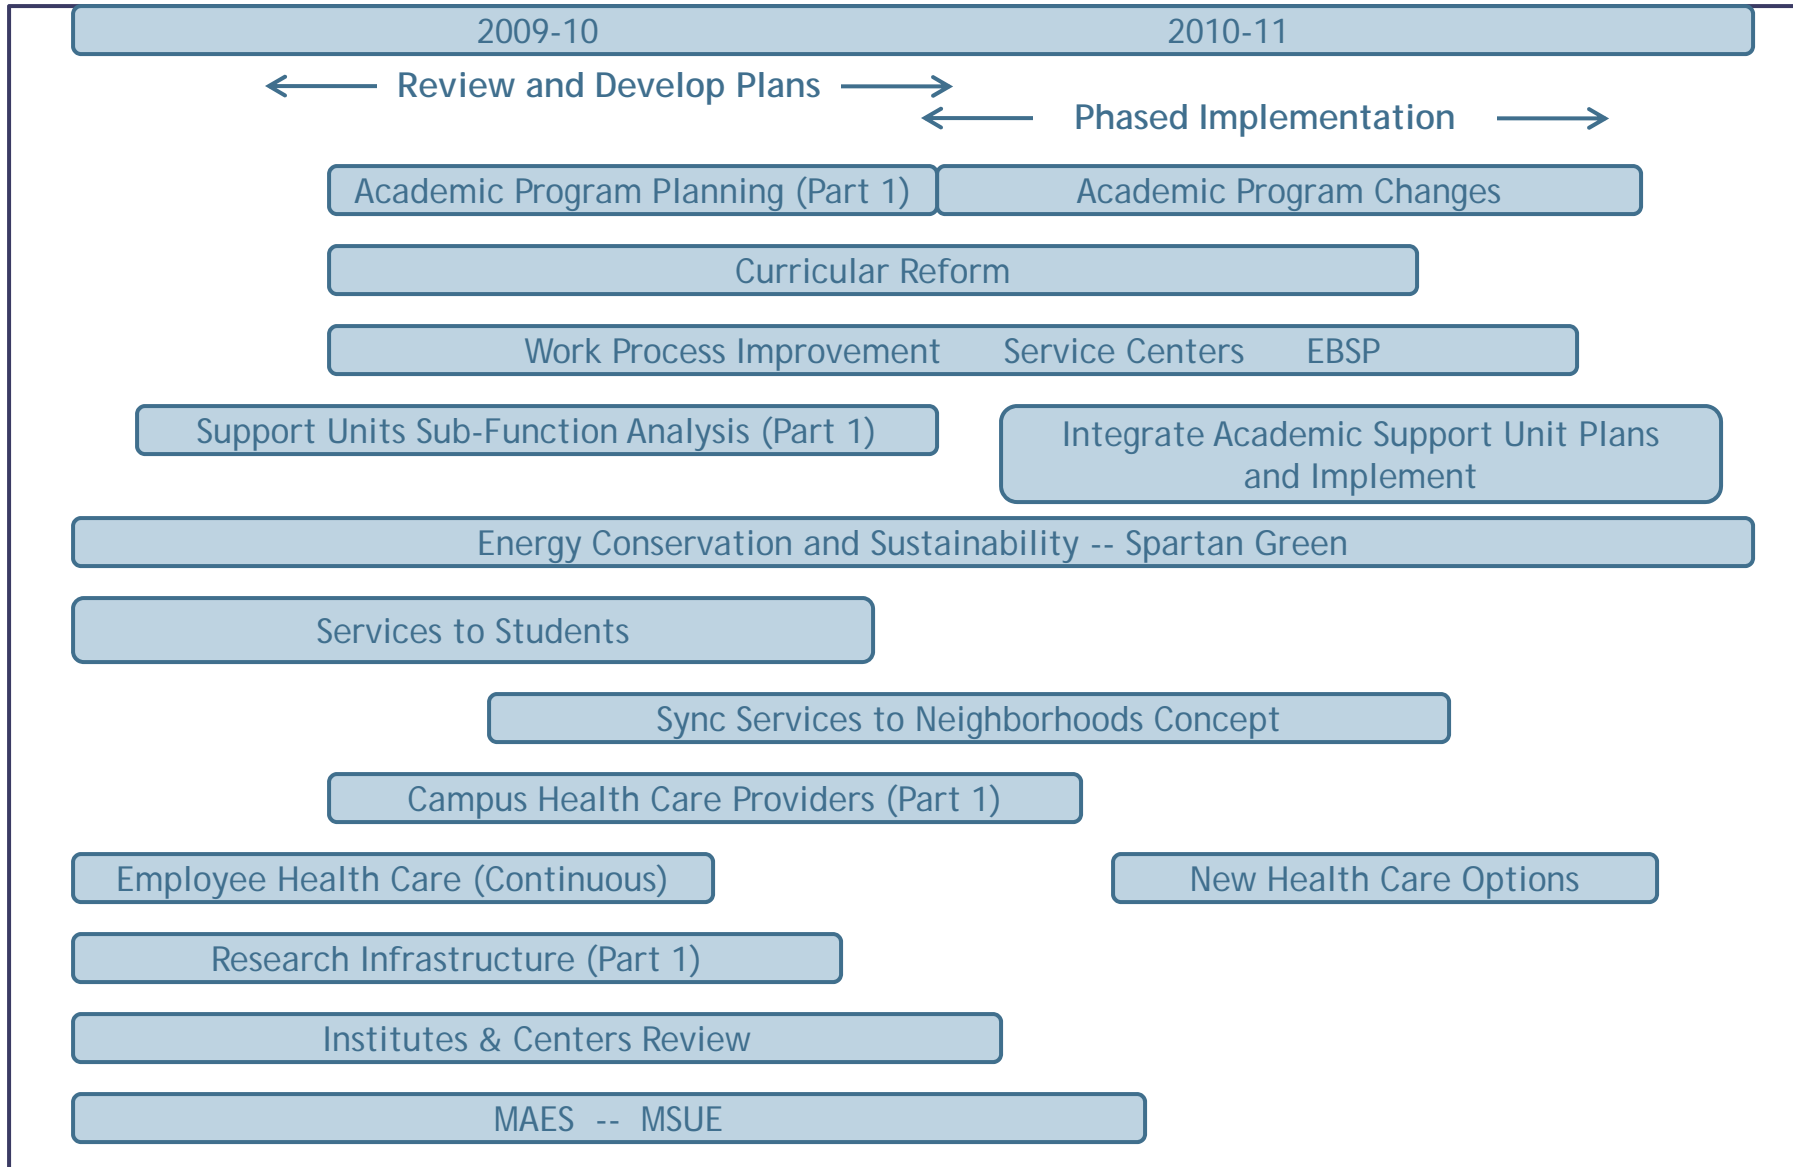 2009-10 2010-11
Review and Develop Plans
Phased Implementation
Academic Program Planning (Part 1) Academic Program Changes
Curricular Reform
Work Process Improvement Service Centers EBSP
Support Units Sub-Function Analysis (Part 1)
Integrate Academic Support Unit Plans
and Implement
Energy Conservation and Sustainability -- Spartan Green
Services to Students
Sync Services to Neighborhoods Concept
Campus Health Care Providers (Part 1)
Employee Health Care (Continuous) New Health Care Options
Research Infrastructure (Part 1)
Institutes & Centers Review
MAES -- MSUE